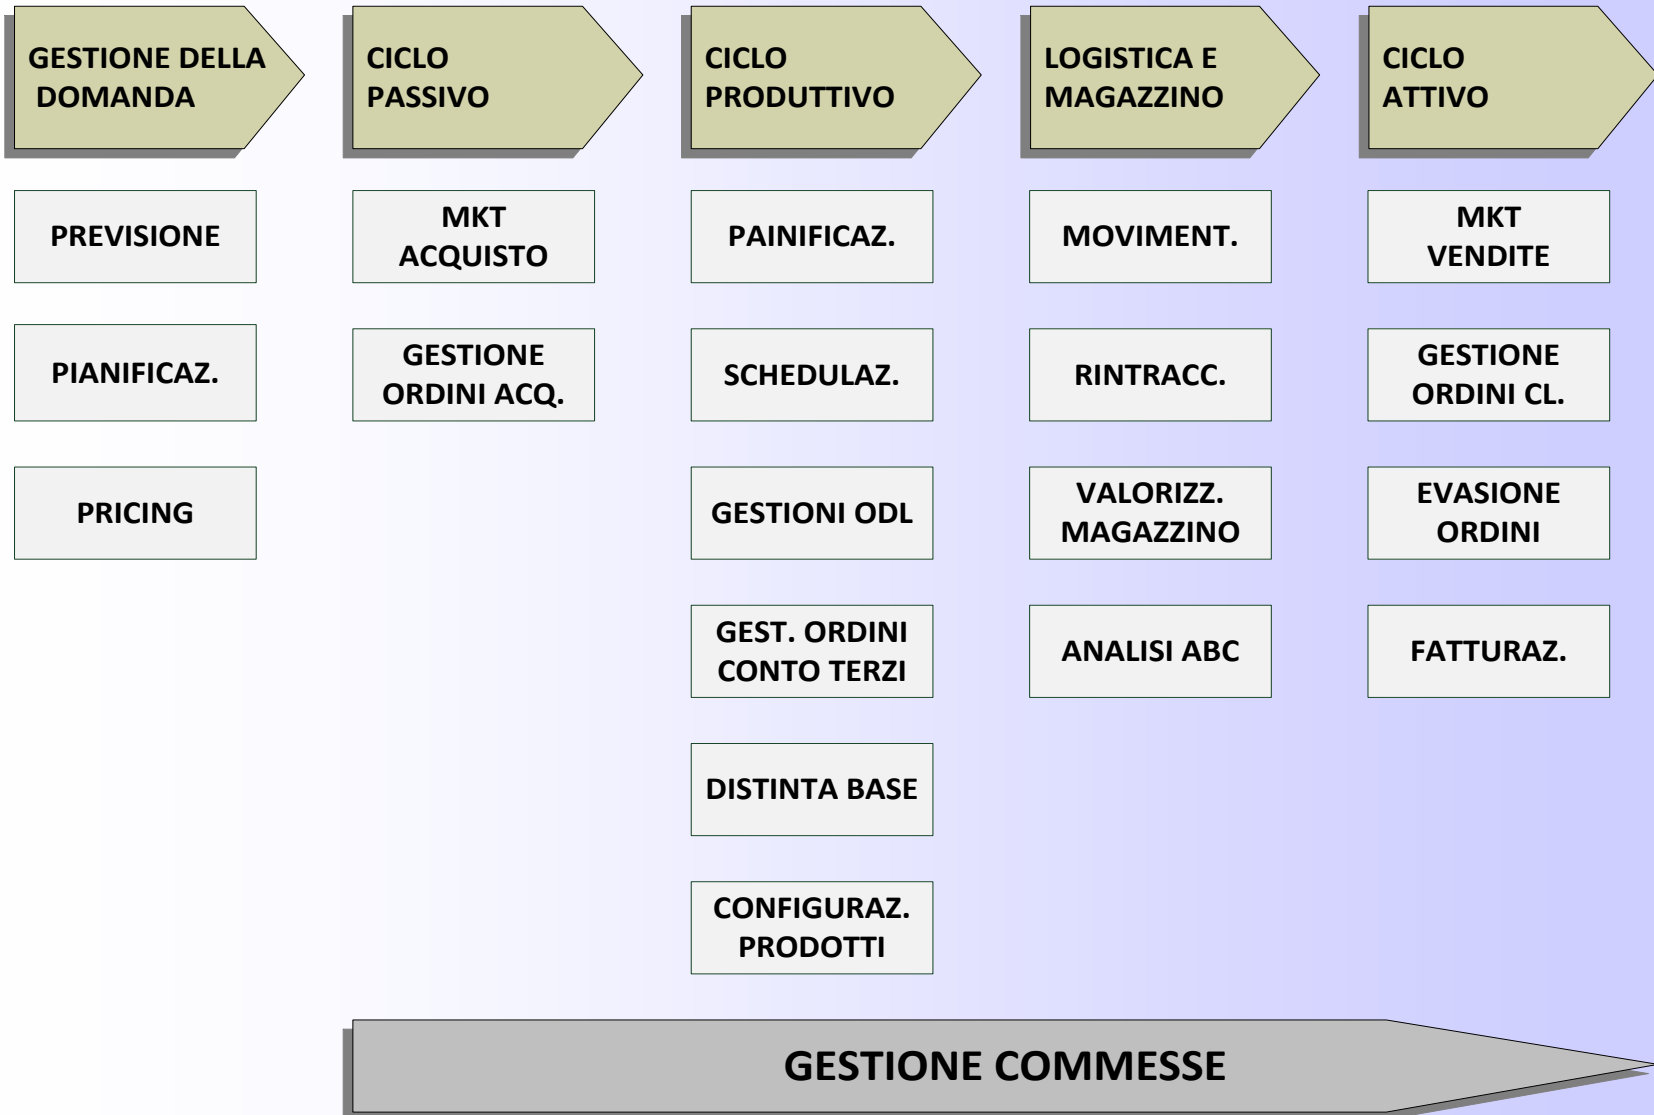 GESTIONE DELLA
DOMANDA
CICLO
PASSIVO
CICLO
PRODUTTIVO
LOGISTICA E
MAGAZZINO
CICLO
ATTIVO
PREVISIONE
MKT
ACQUISTO
PAINIFICAZ.
MOVIMENT.
MKT
VENDITE
PIANIFICAZ.
GESTIONE
ORDINI ACQ.
SCHEDULAZ.
RINTRACC.
GESTIONE
ORDINI CL.
PRICING
GESTIONI ODL
VALORIZZ.
MAGAZZINO
EVASIONE
ORDINI
GEST. ORDINI
CONTO TERZI
ANALISI ABC
FATTURAZ.
DISTINTA BASE
CONFIGURAZ.
PRODOTTI
GESTIONE COMMESSE